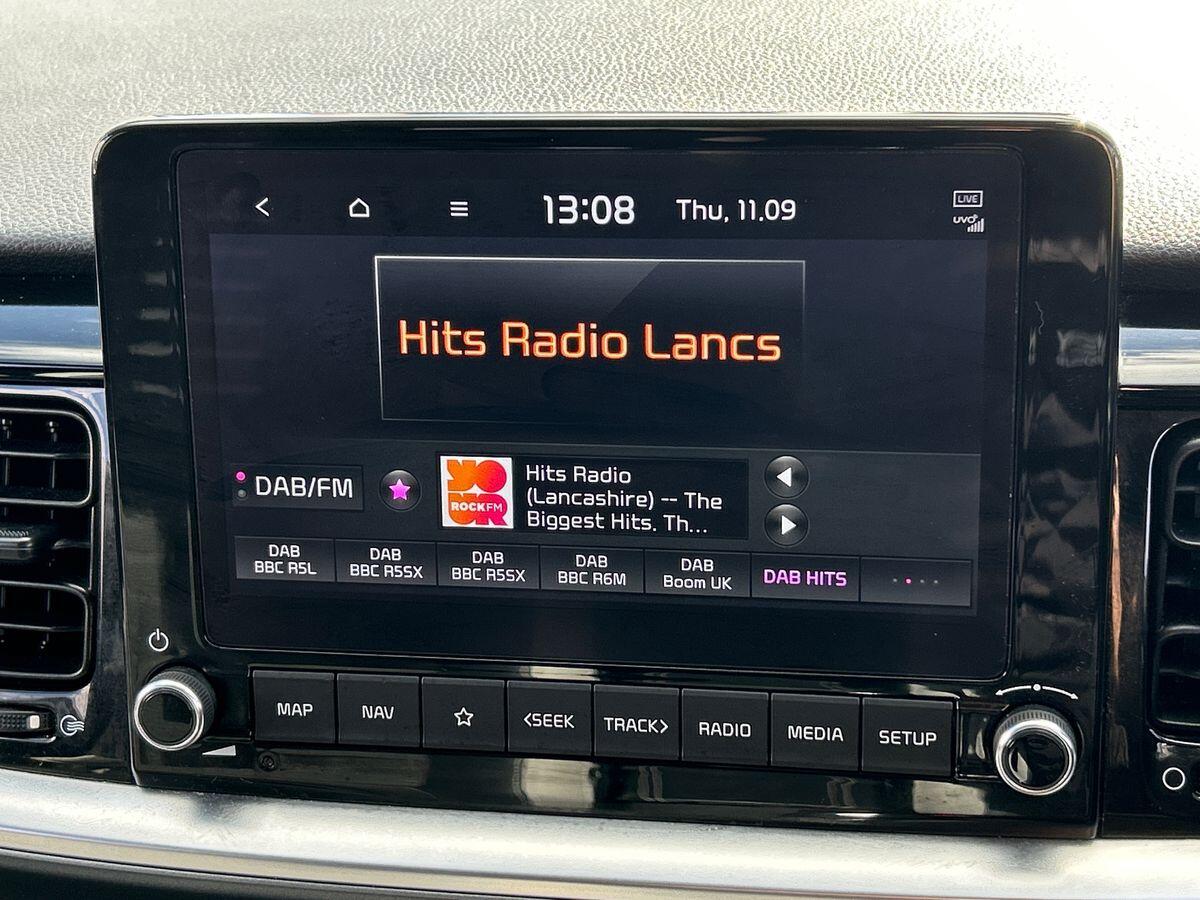 13:08 Thu, 11.09
LIVE
UVO
Hits Radio Lancs
DAB/FM
ROCKFM
Hits Radio
(Lancashire) -- The
Biggest Hits. Th...
DAB
BBC R5L
DAB
BBC R5SX
DAB
BBC R5SX
DAB
BBC R6M
DAB
Boom UK
DAB HITS
MAP
NAV
<SEEK
TRACK>
RADIO
MEDIA
SETUP